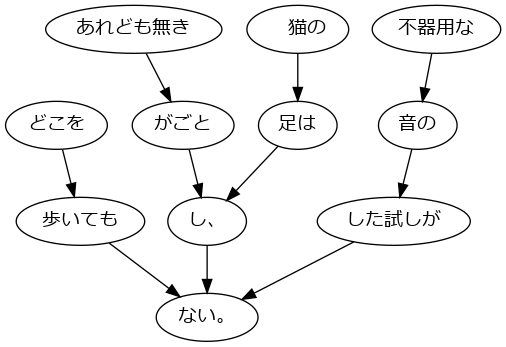 あれども無き
猫の
不器用な
どこを
がごと
足は
音の
歩いても
し、
した試しが
ない。